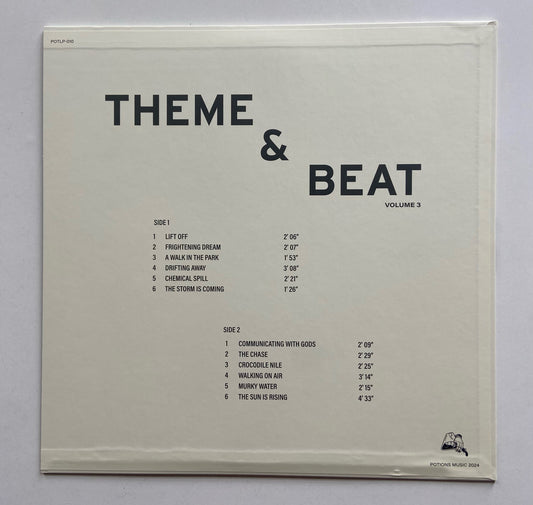 POTLP-010
THEME
&
BEAT
VOLUME 3
SIDE 1
1 LIFT OFF 2' 06"
2 FRIGHTENING DREAM 2' 07"
3 A WALK IN THE PARK 1' 53"
4 DRIFTING AWAY 3' 08"
5 CHEMICAL SPILL 2' 21"
6 THE STORM IS COMING 1' 26"
SIDE 2
1 COMMUNICATING WITH GODS 2' 09"
2 THE CHASE 2' 29"
3 CROCODILE NILE 2' 25"
4 WALKING ON AIR 3' 14"
5 MURKY WATER 2' 15"
6 THE SUN IS RISING 4' 33"
POTIONS MUSIC 2024